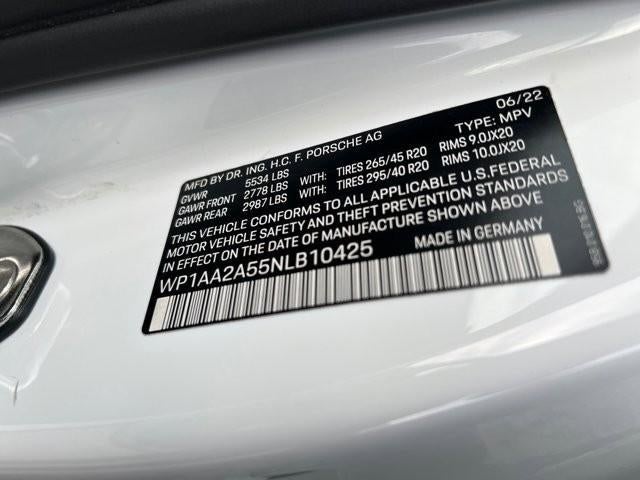 MFD BY DR. ING. H.C. F. PORSCHE AG 06/22
GVWR 5534 LBS TYPE: MPV
GAWR FRONT 2778 LBS WITH: TIRES 265/45 R20 RIMS 9.0JX20
GAWR REAR 2987 LBS WITH: TIRES 295/40 R20 RIMS 10.0JX20
THIS VEHICLE CONFORMS TO ALL APPLICABLE U.S.FEDERAL
MOTOR VEHICLE SAFETY AND THEFT PREVENTION STANDARDS
IN EFFECT ON THE DATE OF MANUFACTURE SHOWN ABOVE
WP1AA2A55NLB10425 MADE IN GERMANY